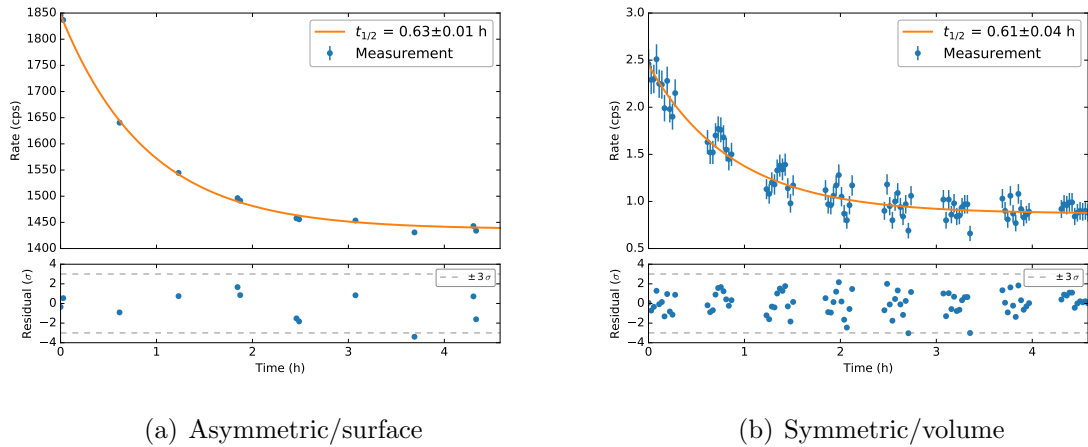 1850
1800
1750
1700
1650
1600
1550
1500
1450
1400
Rate (cps)
t1/2 = 0.63±0.01 h
Measurement
4
2
0
−2
−4
Residual (σ)
±3σ
0 1 2 3 4
Time (h)
(a) Asymmetric/surface
3.0
2.5
2.0
1.5
1.0
0.5
Rate (cps)
t1/2 = 0.61±0.04 h
Measurement
4
2
0
−2
−4
Residual (σ)
±3σ
0 1 2 3 4
Time (h)
(b) Symmetric/volume